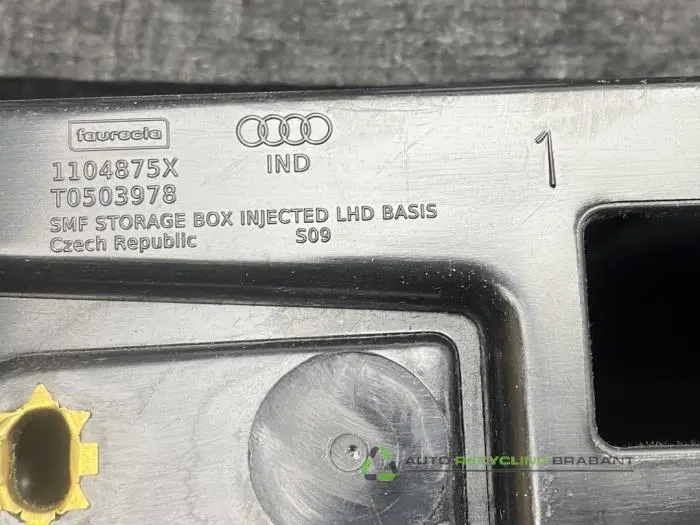 faurecia
1104875X
IND
T0503978
SMF STORAGE BOX INJECTED LHD BASIS
Czech Republic S09
1
AUTO RECYCLING BRABANT